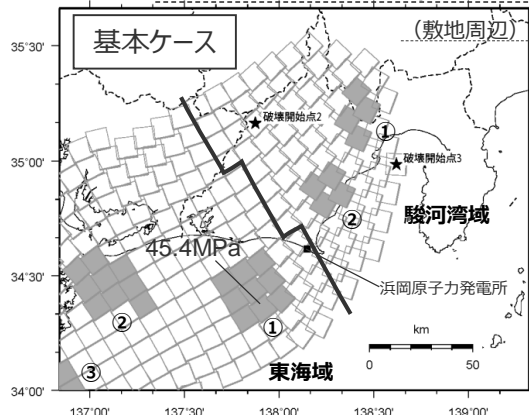 基本ケース
（敷地周辺）
35°30'
35°00'
34°30'
34°00'
★破壊開始点2
①
★破壊開始点3
②
駿河湾域
45.4MPa
浜岡原子力発電所
②
①
③
東海域
km
0 50
137°00' 137°30' 138°00' 138°30' 139°00'